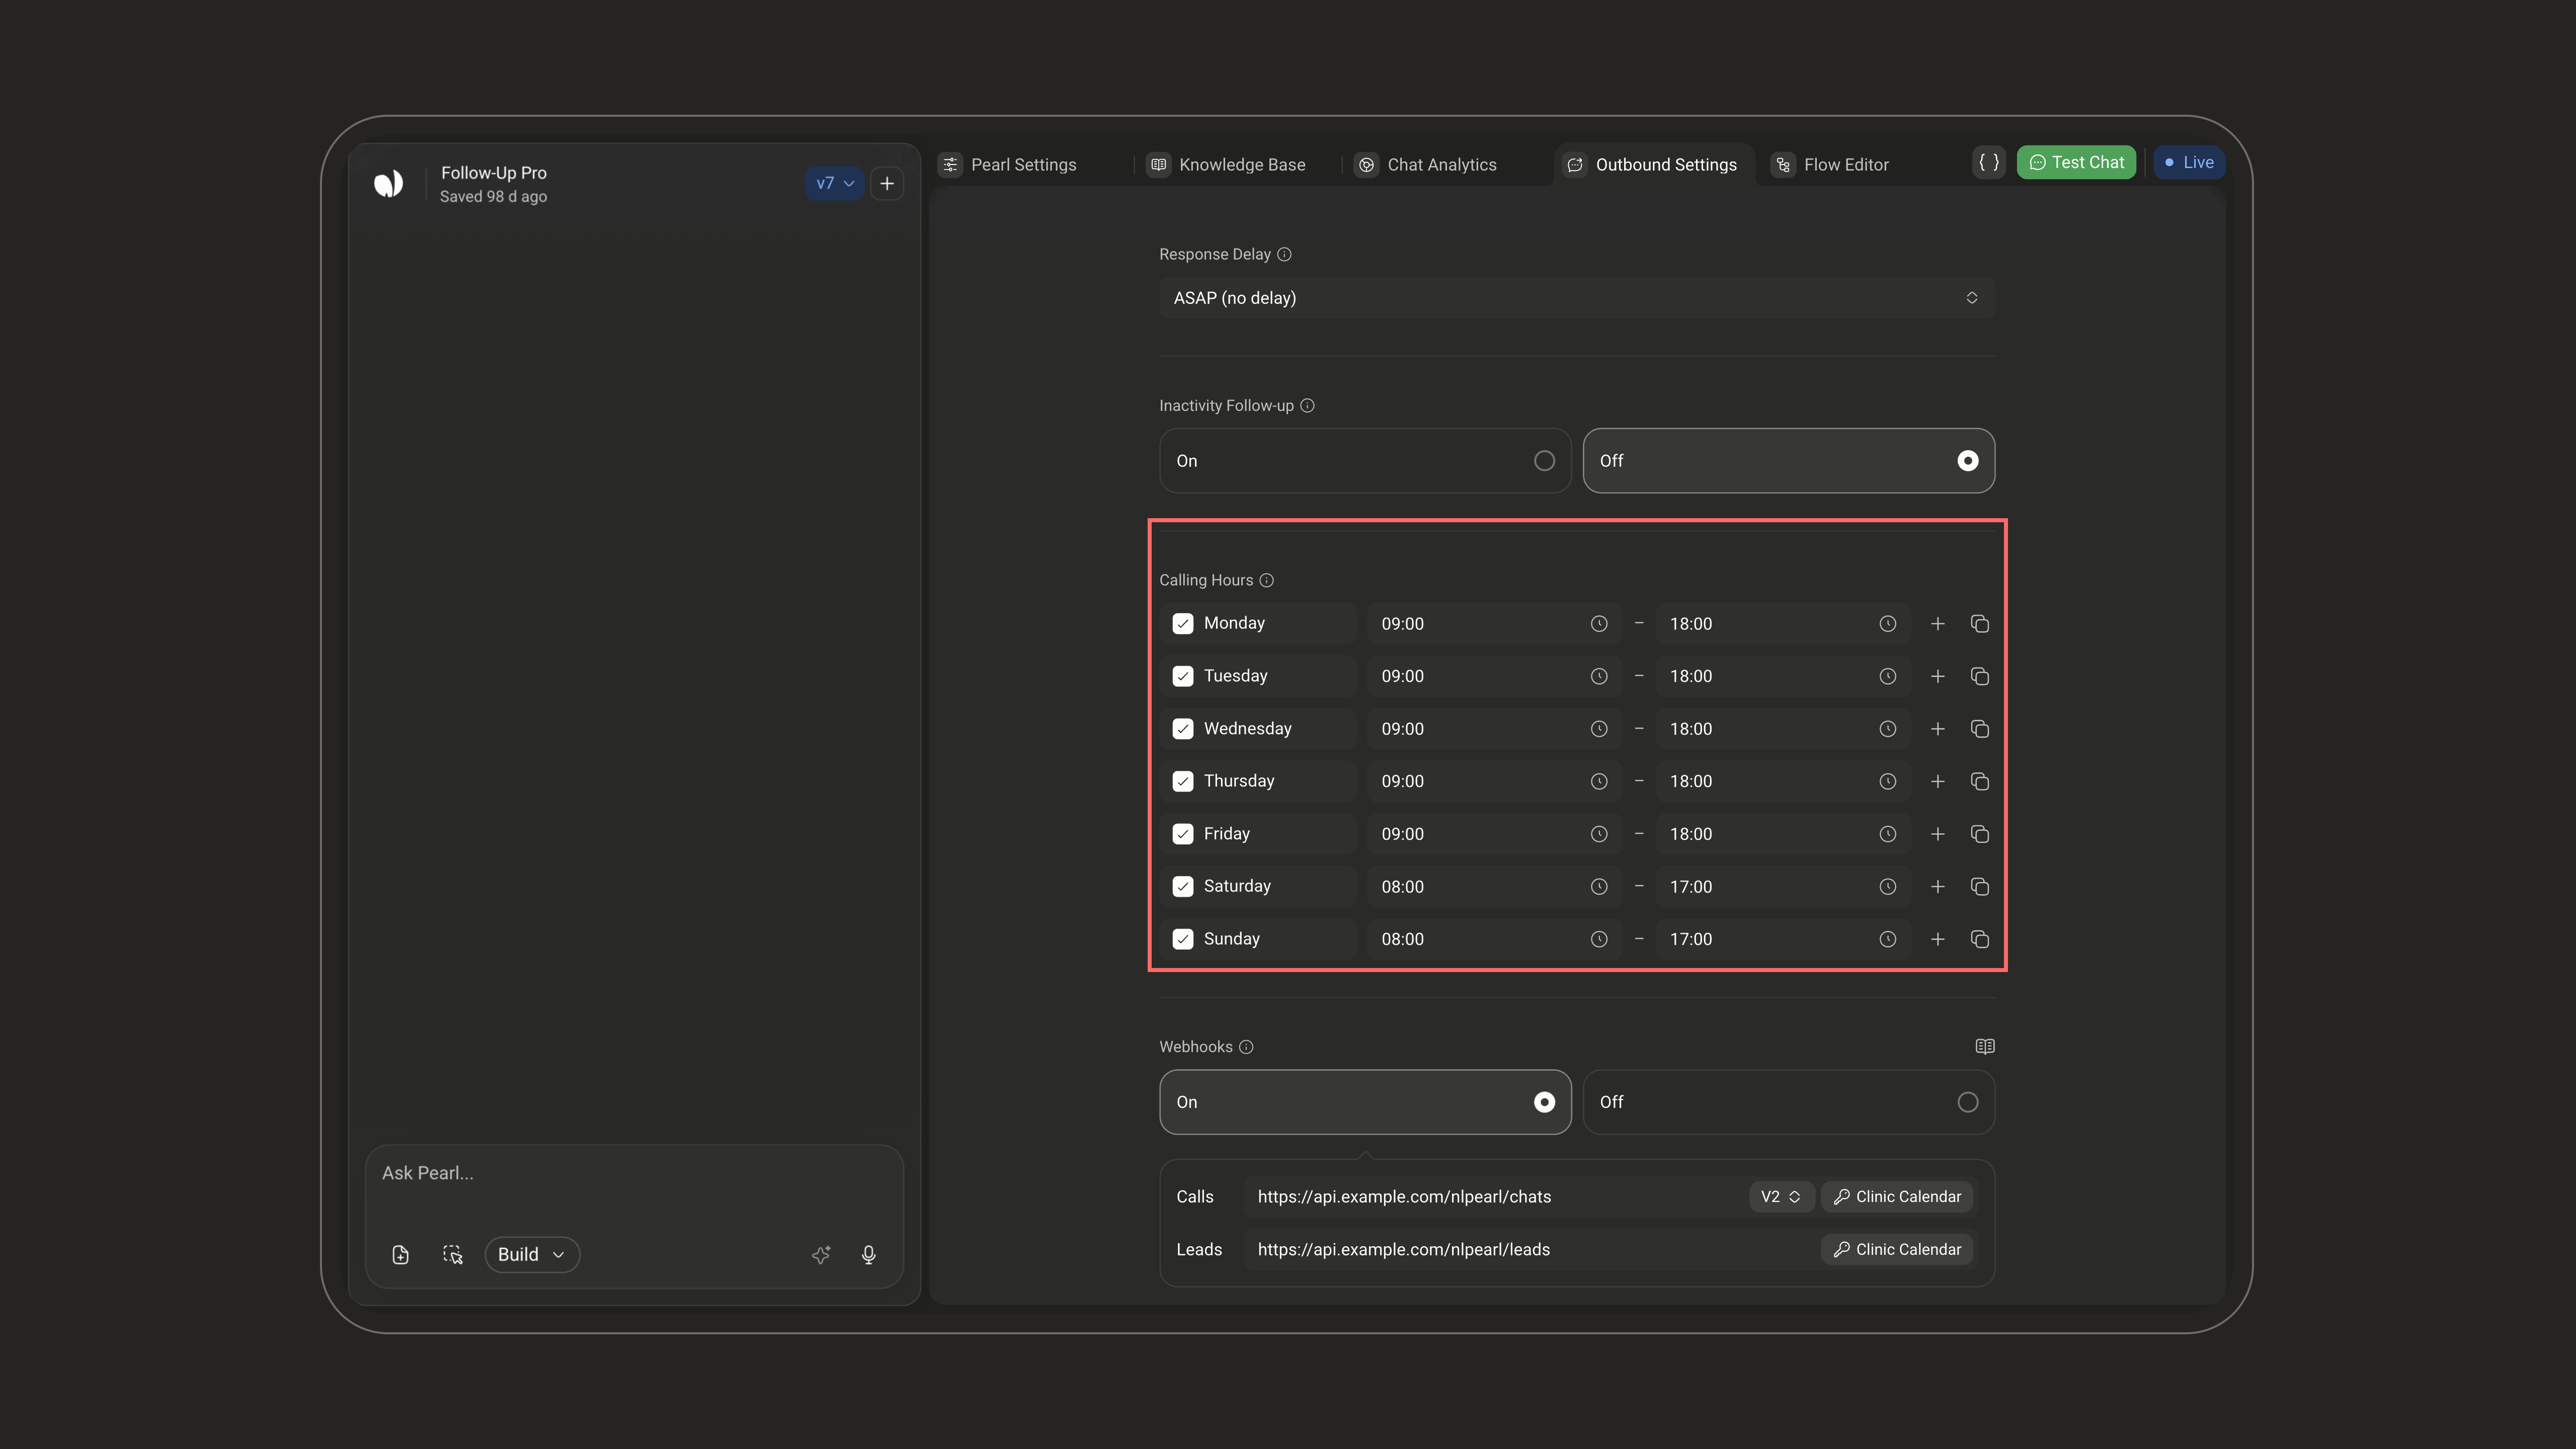 Follow-Up Pro
Saved 98 d ago
v7
Pearl Settings
Knowledge Base
Chat Analytics
Outbound Settings
Flow Editor
{ }
Test Chat
Live
Response Delay
ASAP (no delay)
Inactivity Follow-up
On
Off
Calling Hours
Monday 09:00 – 18:00
Tuesday 09:00 – 18:00
Wednesday 09:00 – 18:00
Thursday 09:00 – 18:00
Friday 09:00 – 18:00
Saturday 08:00 – 17:00
Sunday 08:00 – 17:00
Webhooks
On
Off
Calls https://api.example.com/nlpearl/chats V2 Clinic Calendar
Leads https://api.example.com/nlpearl/leads Clinic Calendar
Ask Pearl...
Build